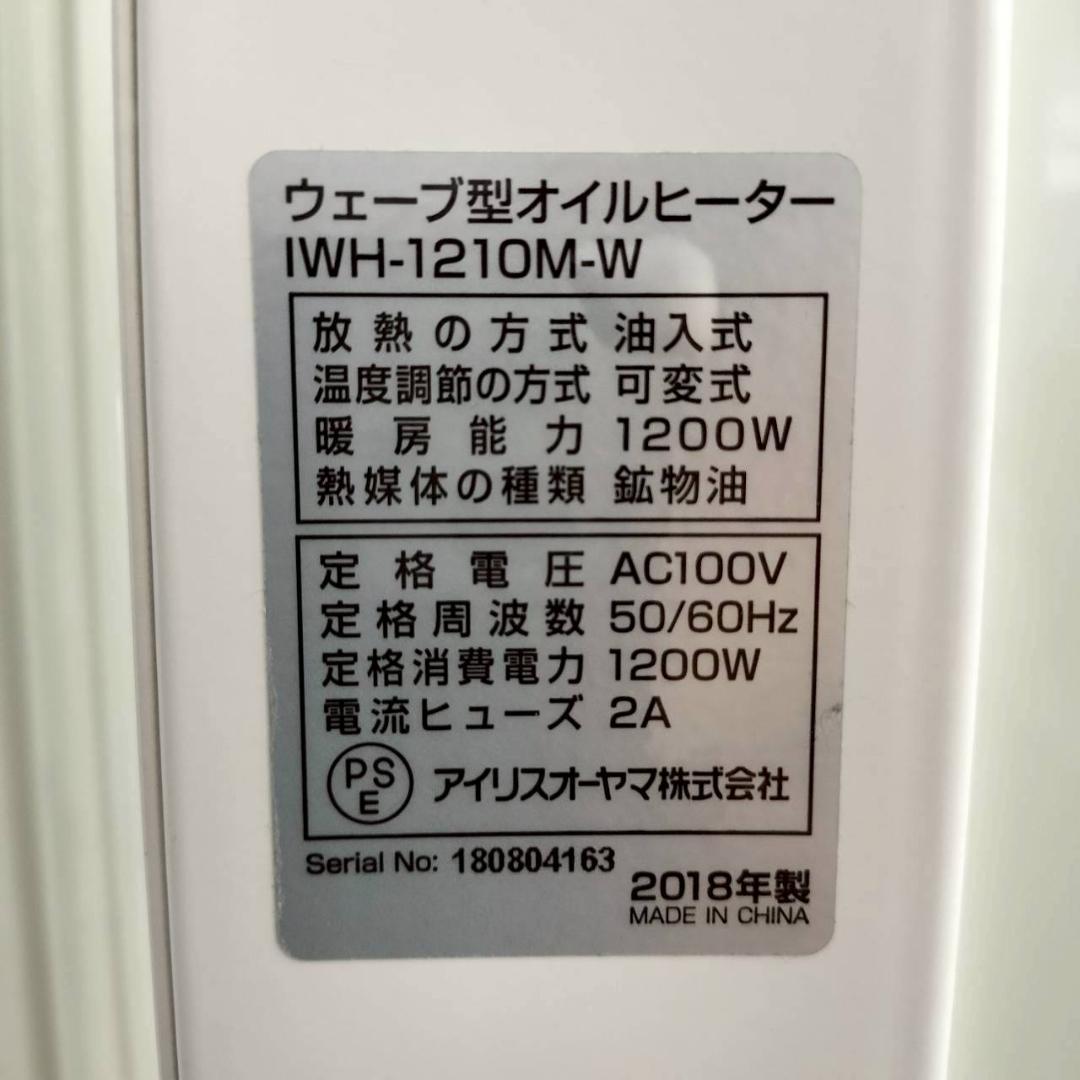 ウェーブ型オイルヒーター
IWH-1210M-W
放熱の方式 油入式
温度調節の方式 可変式
暖房能力 1200W
熱媒体の種類 鉱物油
定格電圧 AC100V
定格周波数 50/60Hz
定格消費電力 1200W
電流ヒューズ 2A
PSE アイリスオーヤマ株式会社
Serial No: 180804163
2018年製
MADE IN CHINA